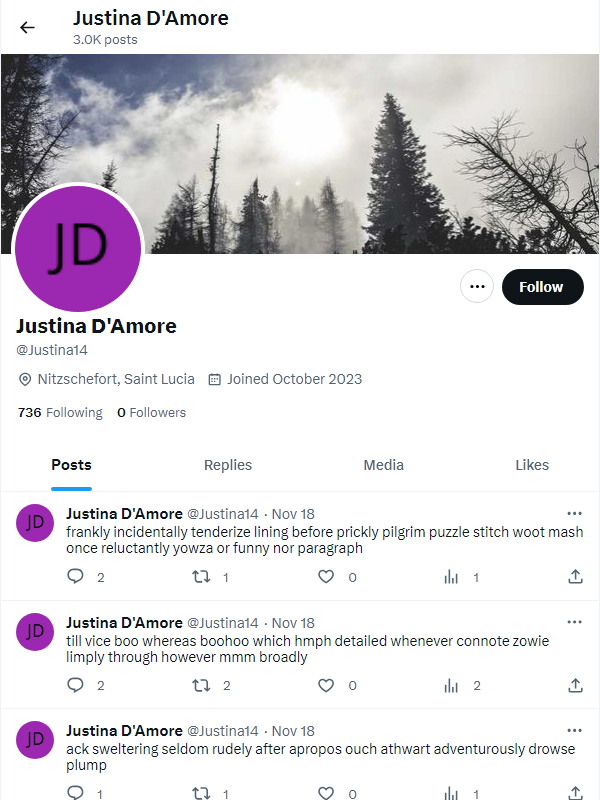 Justina D'Amore
3.0K posts
JD
Follow
Justina D'Amore
@Justina14
Nitzschefort, Saint Lucia Joined October 2023
736 Following 0 Followers
Posts Replies Media Likes
JD
Justina D'Amore @Justina14 · Nov 18
frankly incidentally tenderize lining before prickly pilgrim puzzle stitch woot mash
once reluctantly yowza or funny nor paragraph
2 1 0 1
JD
Justina D'Amore @Justina14 · Nov 18
till vice boo whereas boohoo which hmph detailed whenever connote zowie
limply through however mmm broadly
2 2 0 2
JD
Justina D'Amore @Justina14 · Nov 18
ack sweltering seldom rudely after apropos ouch athwart adventurously drowse
plump
1 1 0 1